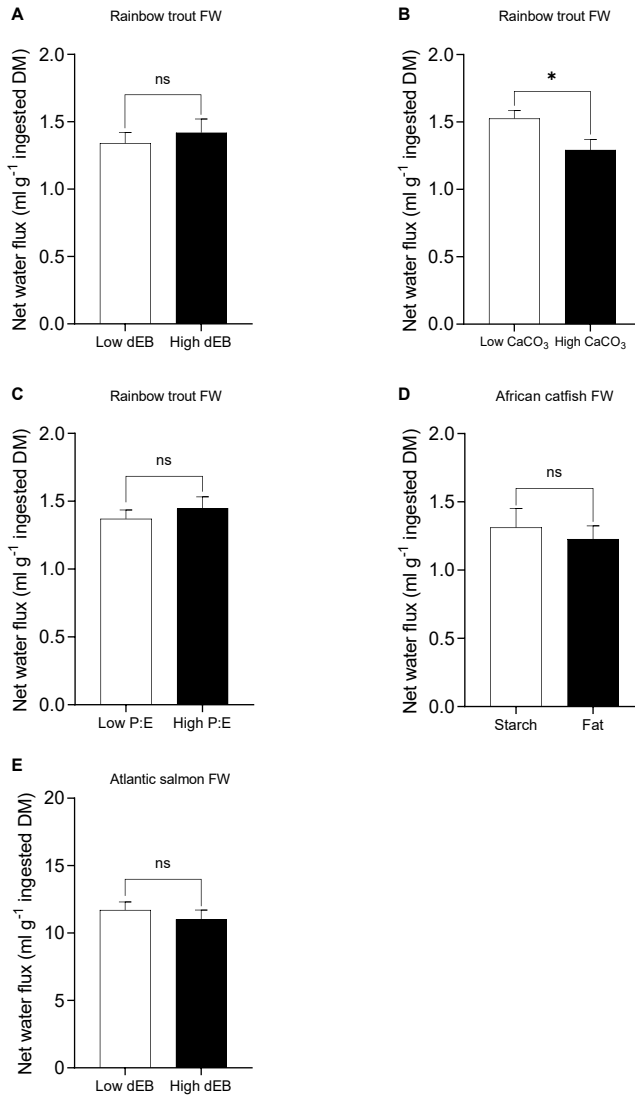 A
Rainbow trout FW
Net water flux (ml g-1 ingested DM)
2.0
1.5
1.0
0.5
0.0
ns
Low dEB
High dEB
B
Rainbow trout FW
Net water flux (ml g-1 ingested DM)
2.0
1.5
1.0
0.5
0.0
*
Low CaCO3
High CaCO3
C
Rainbow trout FW
Net water flux (ml g-1 ingested DM)
2.0
1.5
1.0
0.5
0.0
ns
Low P:E
High P:E
D
African catfish FW
Net water flux (ml g-1 ingested DM)
2.0
1.5
1.0
0.5
0.0
ns
Starch
Fat
E
Atlantic salmon FW
Net water flux (ml g-1 ingested DM)
20
15
10
5
0
ns
Low dEB
High dEB